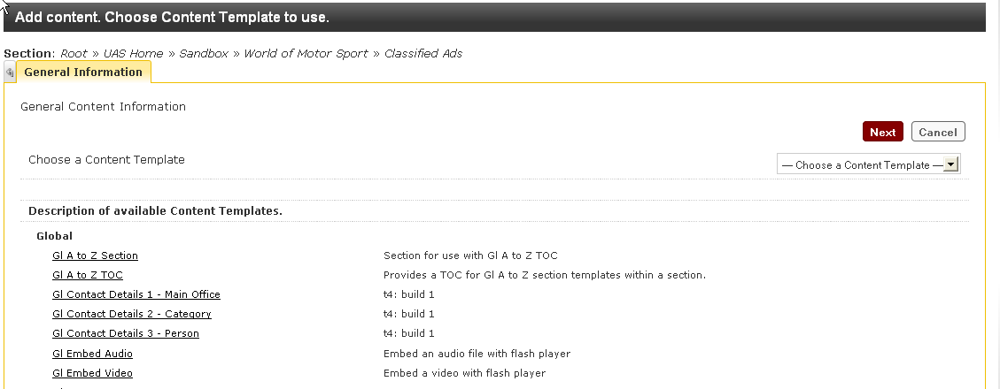 Add content. Choose Content Template to use.
Section: Root » UAS Home » Sandbox » World of Motor Sport » Classified Ads
General Information
General Content Information
Next Cancel
Choose a Content Template — Choose a Content Template —
Description of available Content Templates.
Global
Gl A to Z Section Section for use with Gl A to Z TOC
Gl A to Z TOC Provides a TOC for Gl A to Z section templates within a section.
Gl Contact Details 1 - Main Office t4: build 1
Gl Contact Details 2 - Category t4: build 1
Gl Contact Details 3 - Person t4: build 1
Gl Embed Audio Embed an audio file with flash player
Gl Embed Video Embed a video with flash player